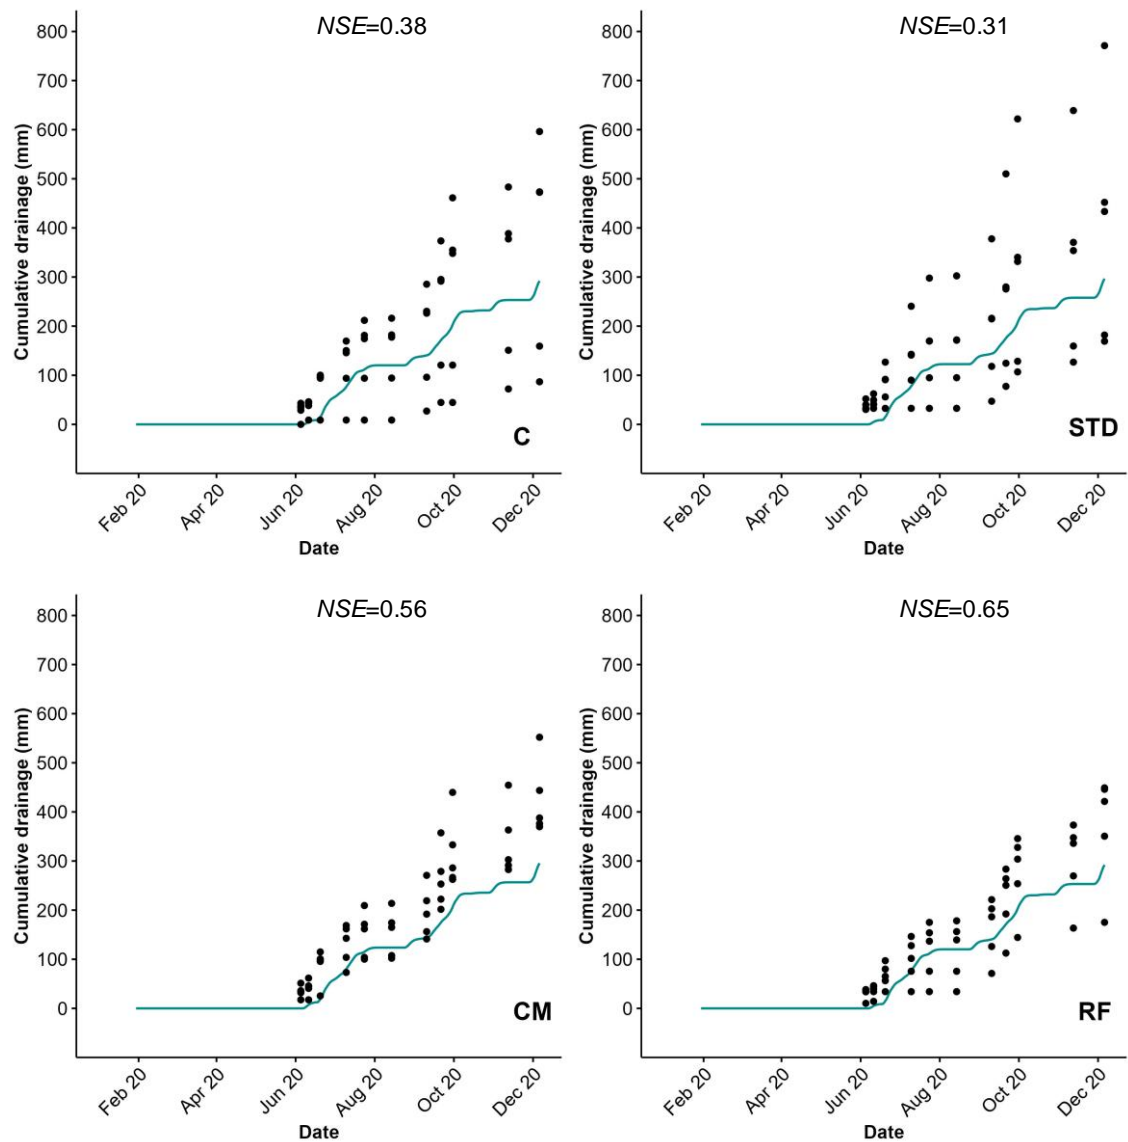 NSE=0.38
Cumulative drainage (mm)
800
700
600
500
400
300
200
100
0
C
Feb 20
Apr 20
Jun 20
Aug 20
Oct 20
Dec 20
Date
NSE=0.31
Cumulative drainage (mm)
800
700
600
500
400
300
200
100
0
STD
Feb 20
Apr 20
Jun 20
Aug 20
Oct 20
Dec 20
Date
NSE=0.56
Cumulative drainage (mm)
800
700
600
500
400
300
200
100
0
CM
Feb 20
Apr 20
Jun 20
Aug 20
Oct 20
Dec 20
Date
NSE=0.65
Cumulative drainage (mm)
800
700
600
500
400
300
200
100
0
RF
Feb 20
Apr 20
Jun 20
Aug 20
Oct 20
Dec 20
Date